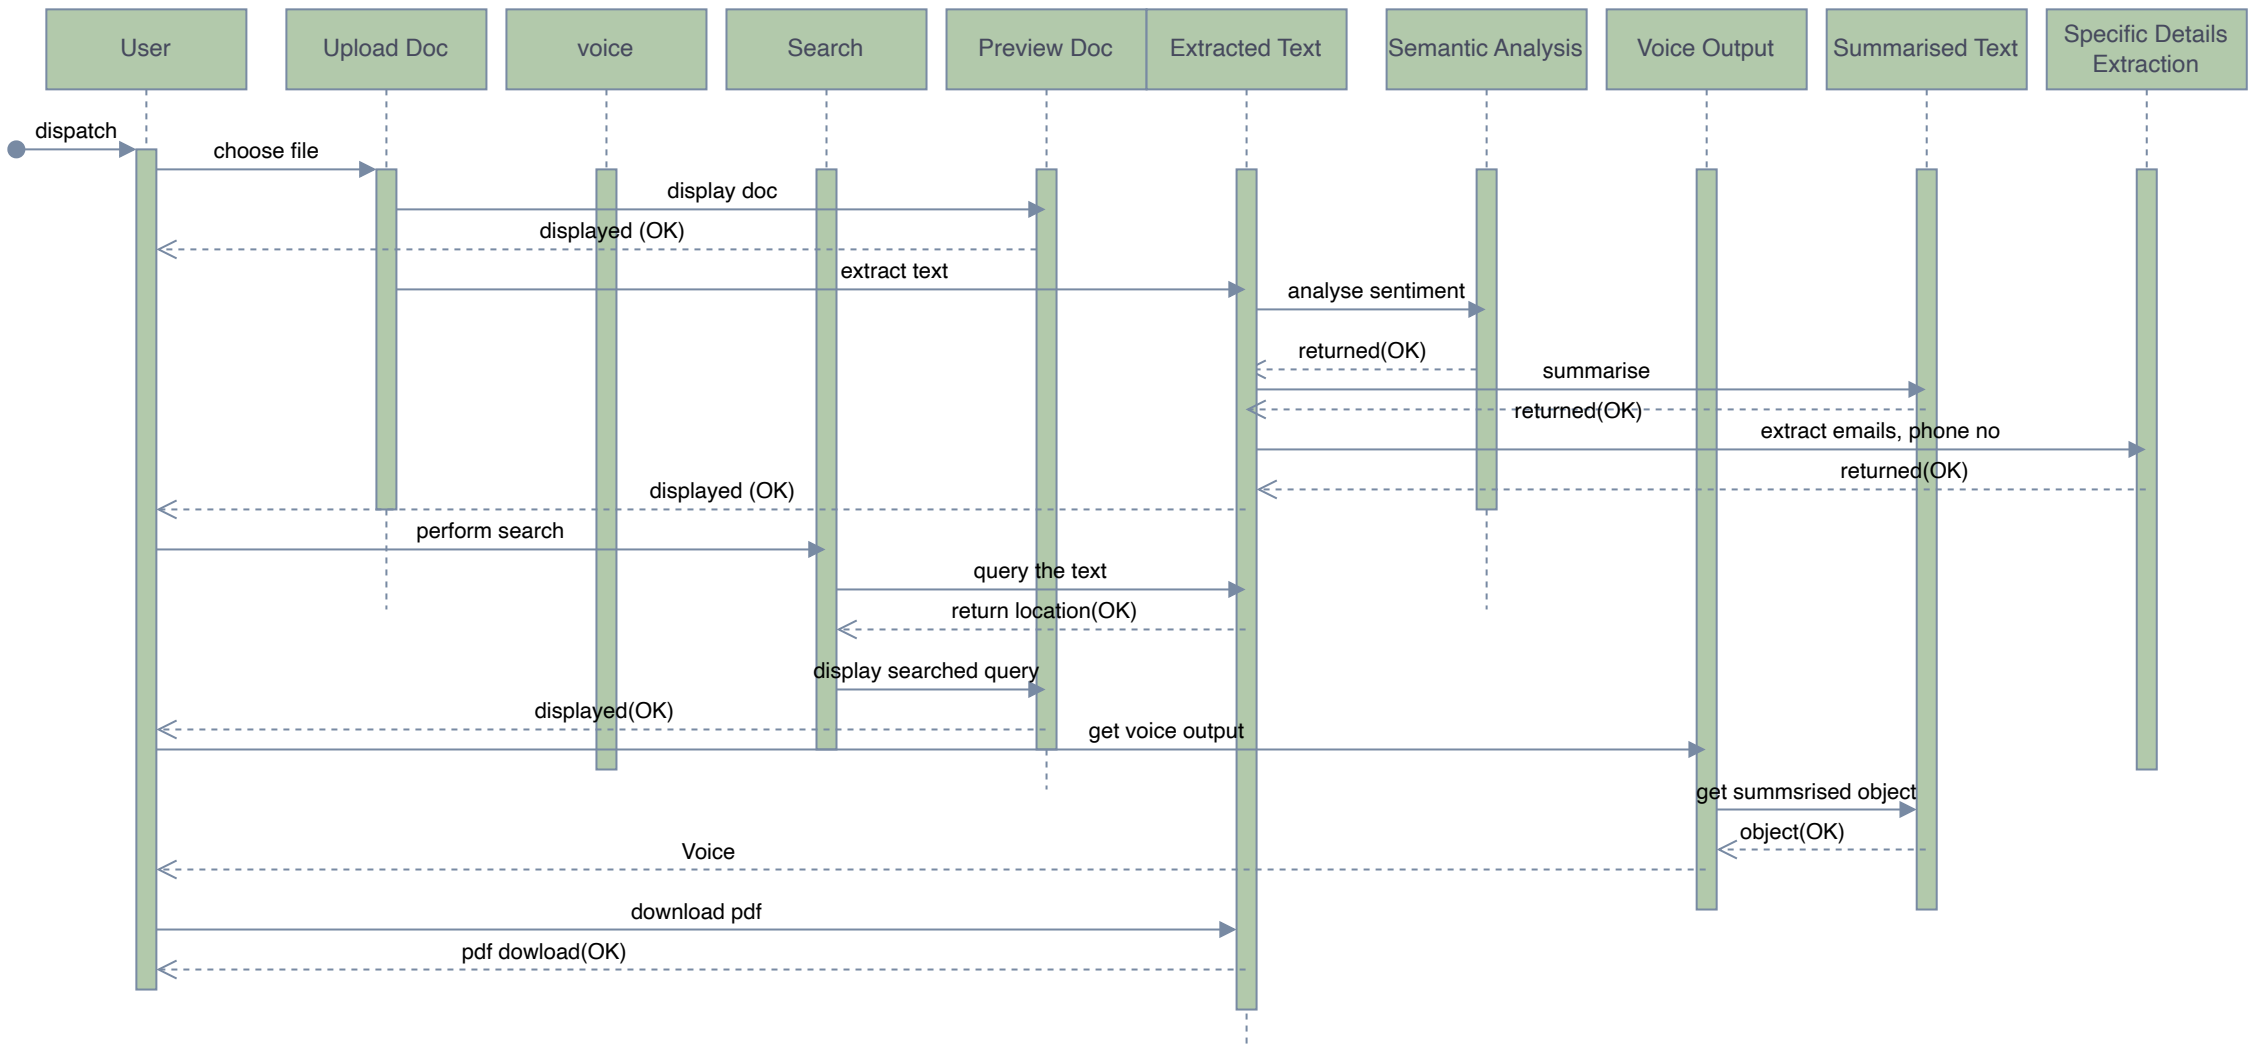 User
Upload Doc
voice
Search
Preview Doc
Extracted Text
Semantic Analysis
Voice Output
Summarised Text
Specific Details
Extraction
dispatch
choose file
display doc
displayed (OK)
extract text
analyse sentiment
returned(OK)
summarise
returned(OK)
extract emails, phone no
returned(OK)
displayed (OK)
perform search
query the text
return location(OK)
display searched query
displayed(OK)
get voice output
get summsrised object
object(OK)
Voice
download pdf
pdf dowload(OK)